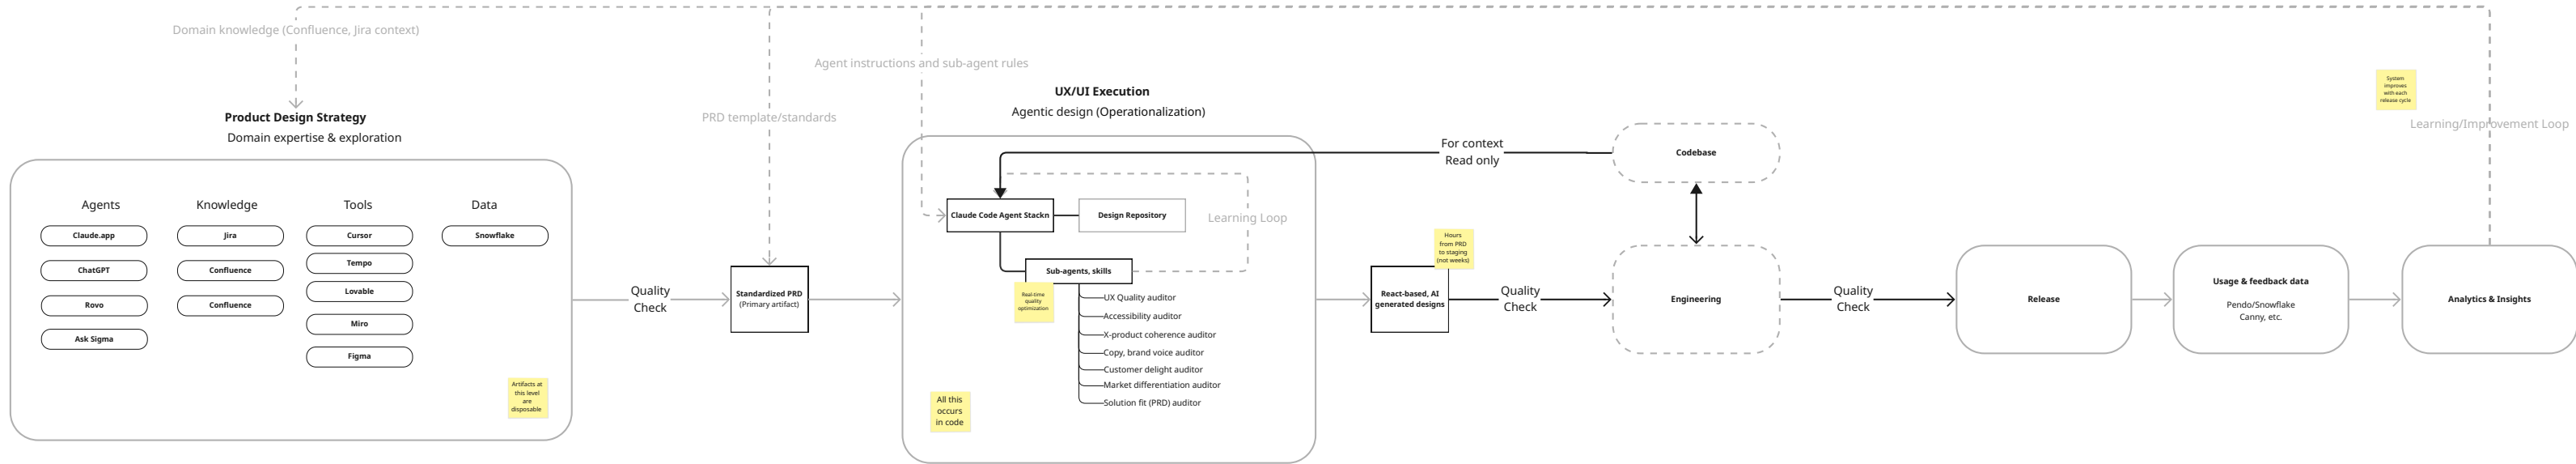 Domain knowledge (Confluence, Jira context)
Product Design Strategy
Domain expertise & exploration
Agents
Claude.app
ChatGPT
Rovo
Ask Sigma
Knowledge
Jira
Confluence
Confluence
Tools
Cursor
Tempo
Lovable
Miro
Figma
Data
Snowflake
Artifacts at
this level
are
disposable
Quality
Check
PRD template/standards
Standardized PRD
(Primary artifact)
Agent instructions and sub-agent rules
UX/UI Execution
Agentic design (Operationalization)
Claude Code Agent Stackn
Design Repository
Learning Loop
Sub-agents, skills
Real-time
quality
optimization
UX Quality auditor
Accessibility auditor
X-product coherence auditor
Copy, brand voice auditor
Customer delight auditor
Market differentiation auditor
Solution fit (PRD) auditor
All this
occurs
in code
For context
Read only
Codebase
Hours
from PRD
to staging
(not weeks)
React-based, AI
generated designs
Quality
Check
Engineering
Quality
Check
Release
Usage & feedback data
Pendo/Snowflake
Canny, etc.
Analytics & Insights
System
improves
with each
release cycle
Learning/Improvement Loop